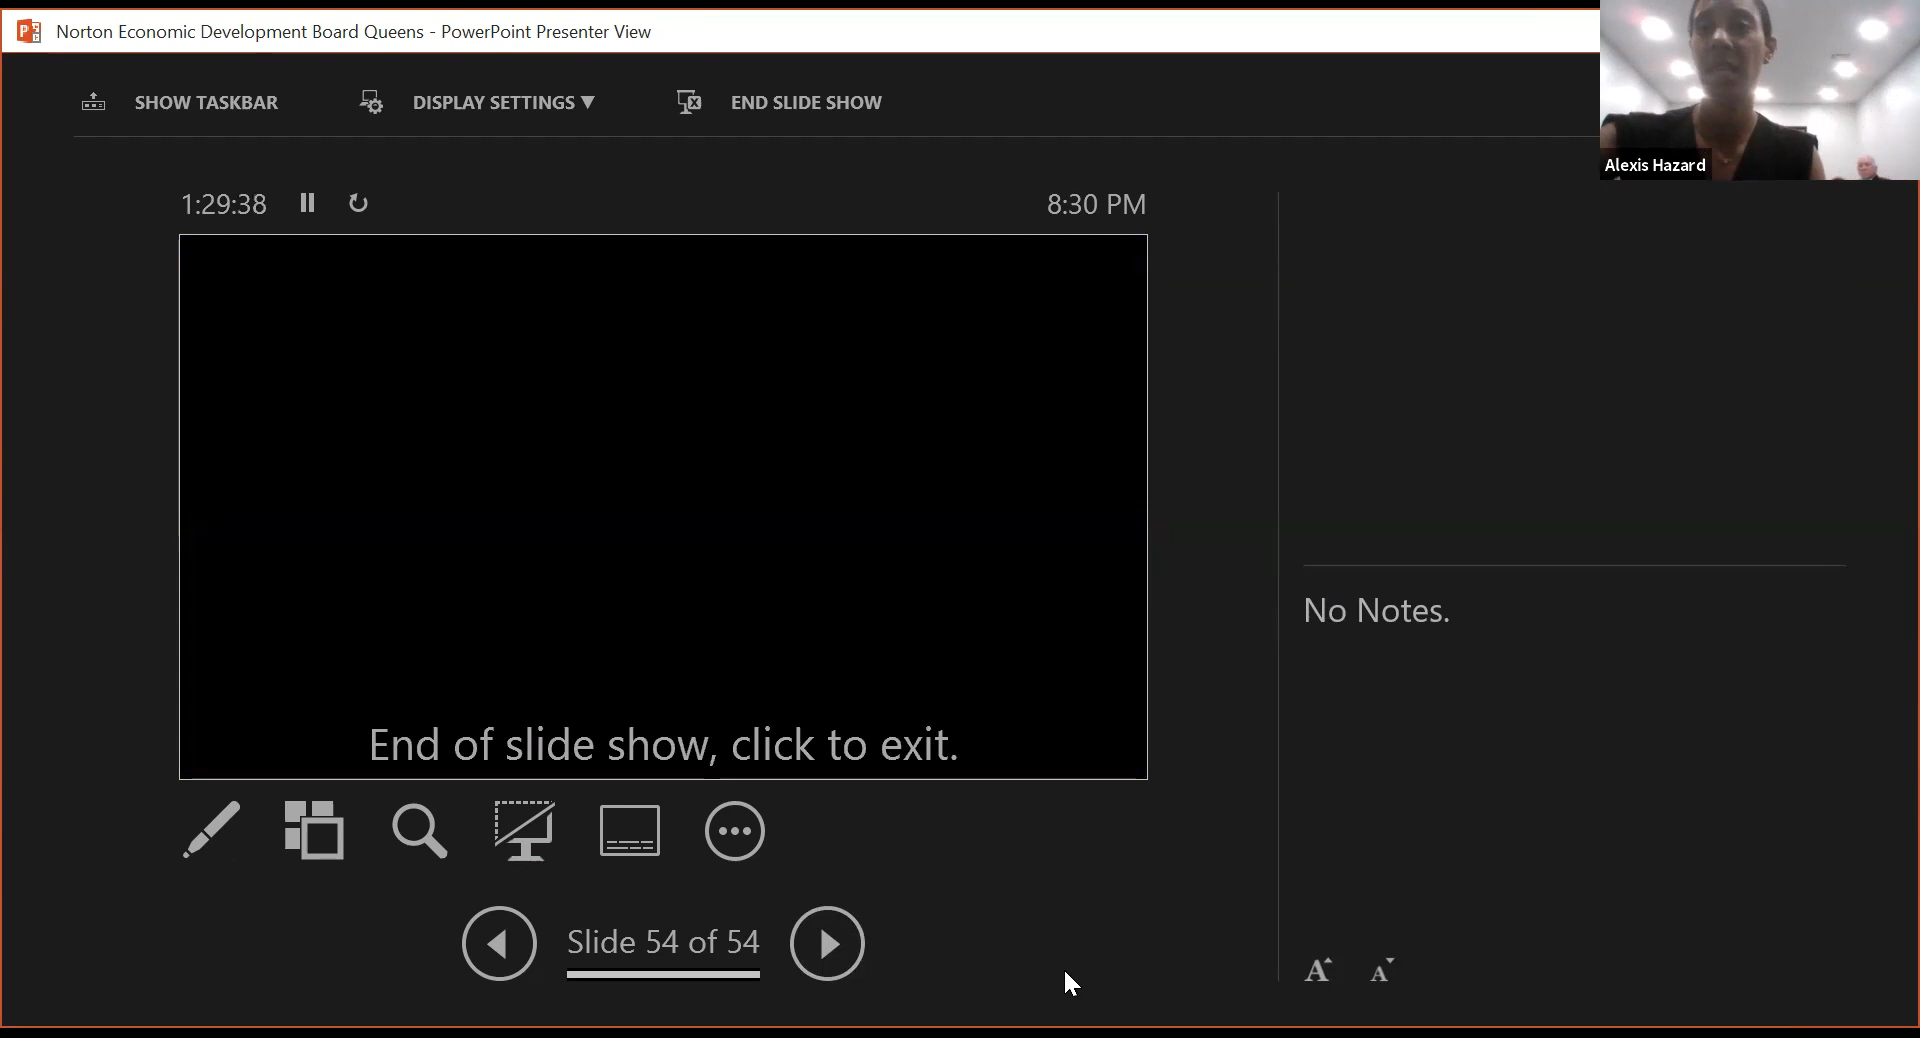 Norton Economic Development Board Queens - PowerPoint Presenter View
SHOW TASKBAR
DISPLAY SETTINGS ▼
END SLIDE SHOW
Alexis Hazard
1:29:38
8:30 PM
End of slide show, click to exit.
No Notes.
Slide 54 of 54
A A